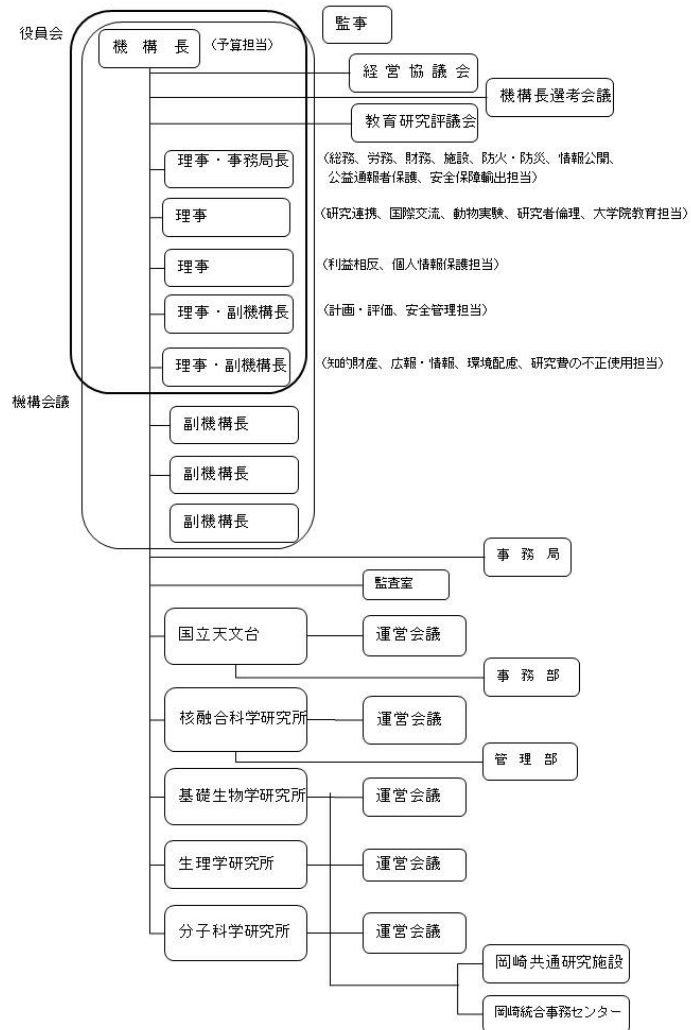 役員会
監事
機構長
（予算担当）
経営協議会
機構長選考会議
教育研究評議会
理事・事務局長
（総務、労務、財務、施設、防火・防災、情報公開、
公益通報者保護、安全保障輸出担当）
理事
（研究連携、国際交流、動物実験、研究者倫理、大学院教育担当）
理事
（利益相反、個人情報保護担当）
理事・副機構長
（計画・評価、安全管理担当）
理事・副機構長
（知的財産、広報・情報、環境配慮、研究費の不正使用担当）
機構会議
副機構長
副機構長
副機構長
事務局
監査室
国立天文台
運営会議
事務部
核融合科学研究所
運営会議
管理部
基礎生物学研究所
運営会議
生理学研究所
運営会議
分子科学研究所
運営会議
岡崎共通研究施設
岡崎統合事務センター